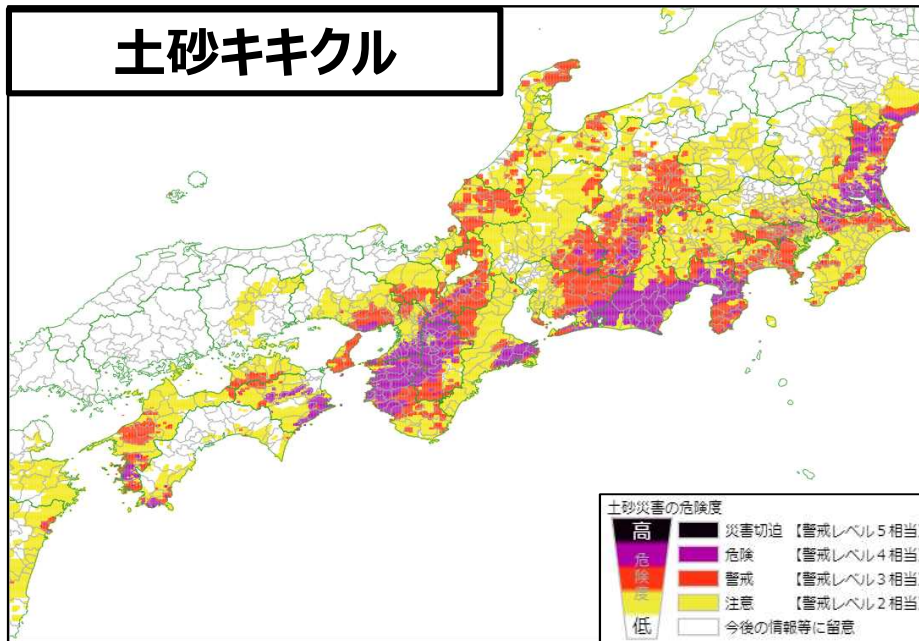 土砂キキクル
土砂災害の危険度
高
危険度
低
災害切迫 【警戒レベル5相当
危険 【警戒レベル4相当
警戒 【警戒レベル3相当
注意 【警戒レベル2相当
今後の情報等に留意